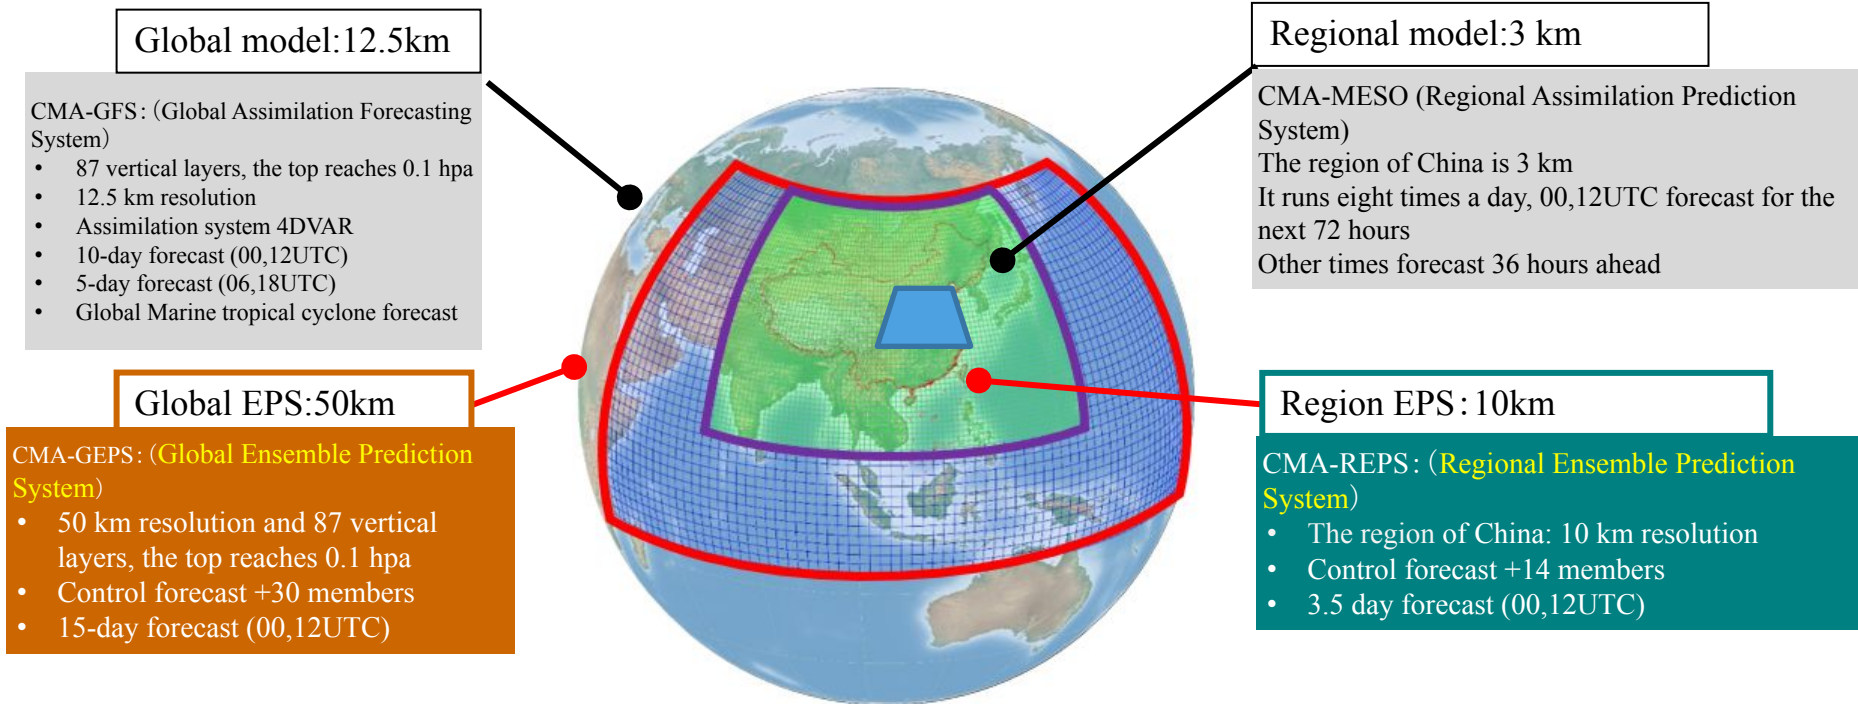 Global model:12.5km
CMA-GFS:（Global Assimilation Forecasting
System）
• 87 vertical layers, the top reaches 0.1 hpa
• 12.5 km resolution
• Assimilation system 4DVAR
• 10-day forecast (00,12UTC)
• 5-day forecast (06,18UTC)
• Global Marine tropical cyclone forecast
Global EPS:50km
CMA-GEPS:（Global Ensemble Prediction
System）
• 50 km resolution and 87 vertical
layers, the top reaches 0.1 hpa
• Control forecast +30 members
• 15-day forecast (00,12UTC)
Regional model:3 km
CMA-MESO (Regional Assimilation Prediction
System)
The region of China is 3 km
It runs eight times a day, 00,12UTC forecast for the
next 72 hours
Other times forecast 36 hours ahead
Region EPS:10km
CMA-REPS:（Regional Ensemble Prediction
System）
• The region of China: 10 km resolution
• Control forecast +14 members
• 3.5 day forecast (00,12UTC)